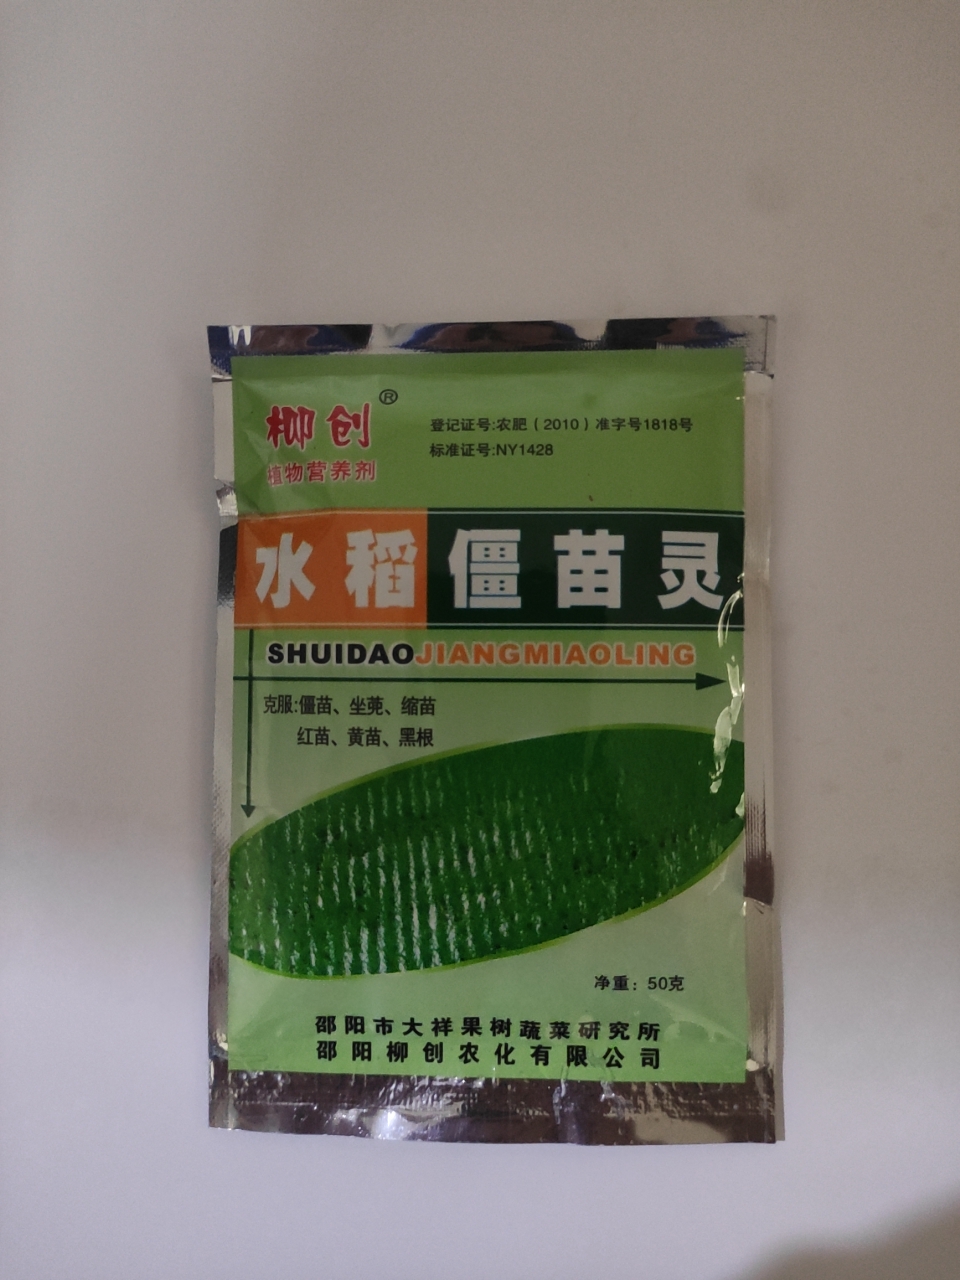 柳创®
植物营养剂
登记证号:农肥(2010)准字号1818号
标准证号:NY1428
水稻僵苗灵
SHUIDAOJIANGMIAOLING
克服:僵苗、坐蔸、缩苗
红苗、黄苗、黑根
净重：50克
邵阳市大祥果树蔬菜研究所
邵阳柳创农化有限公司